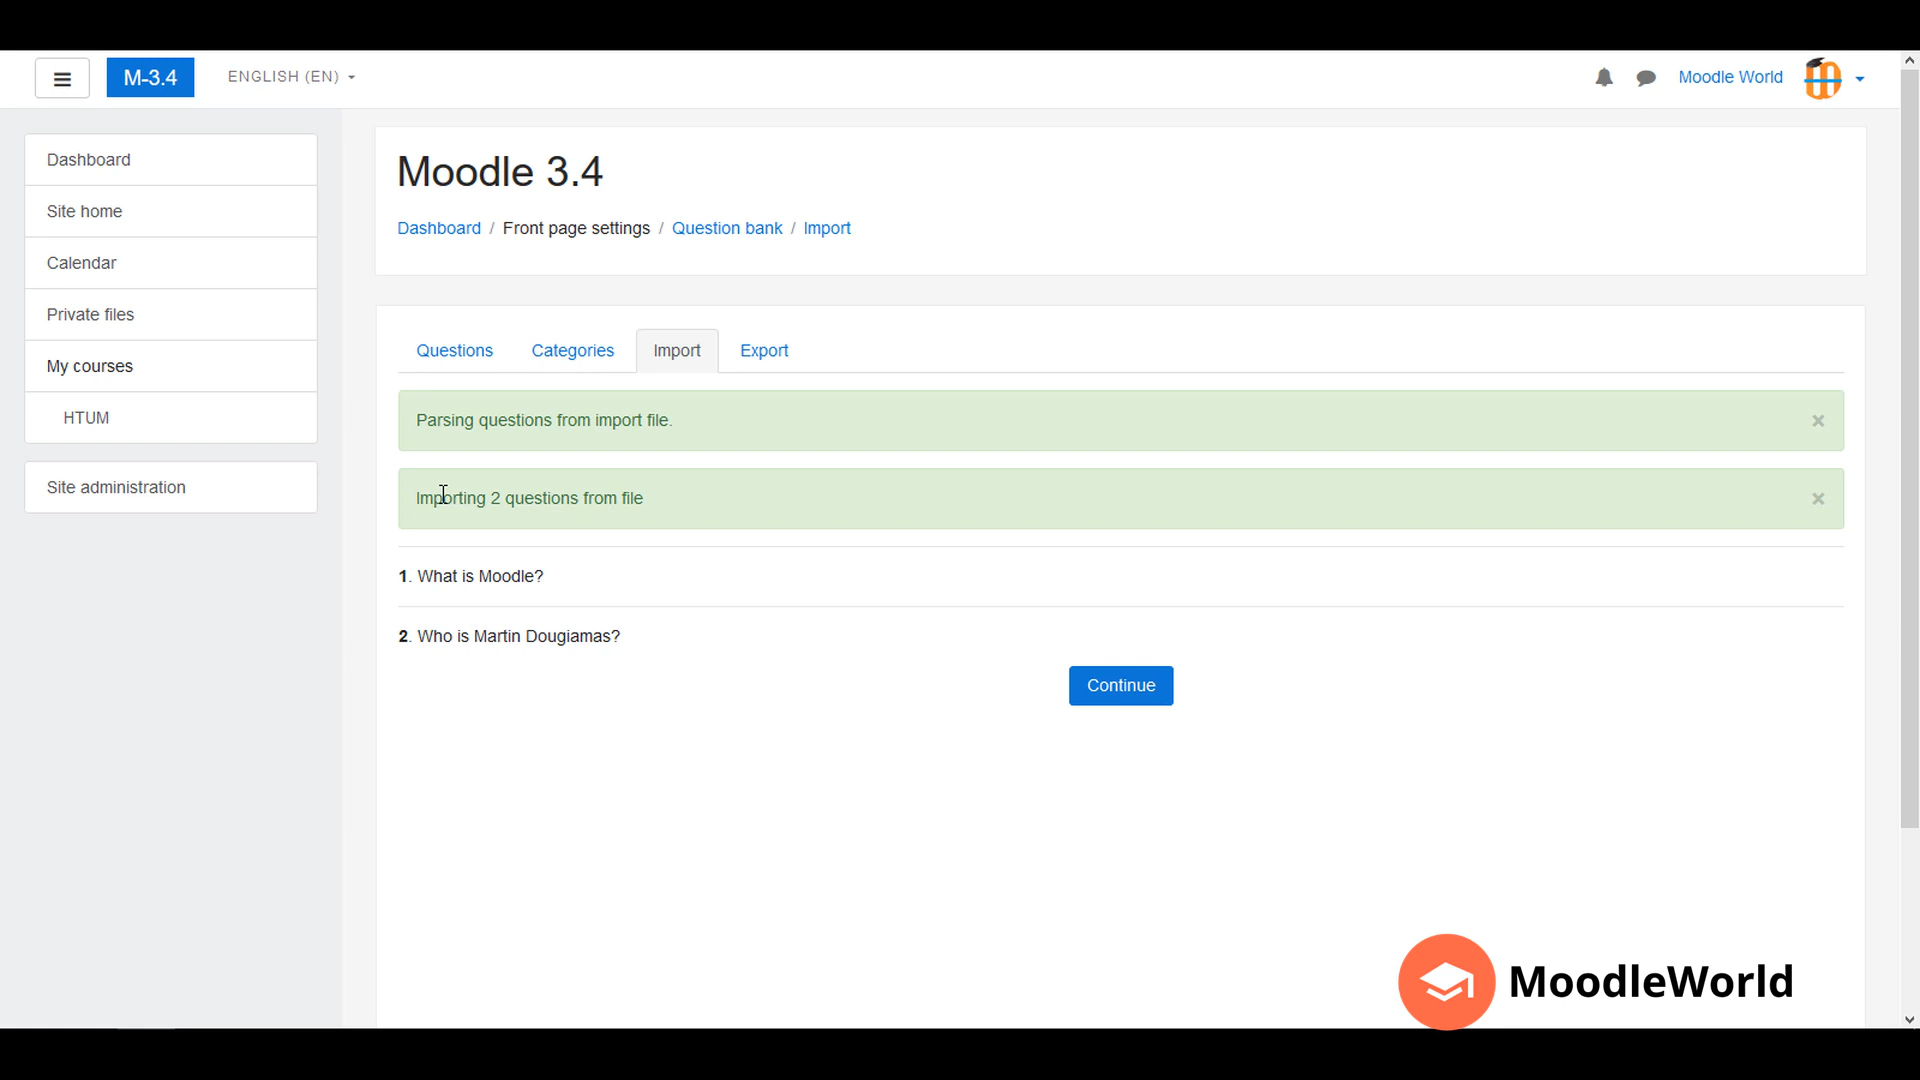 M-3.4
ENGLISH (EN)
Moodle World
Dashboard
Site home
Calendar
Private files
My courses
HTUM
Site administration
Moodle 3.4
Dashboard / Front page settings / Question bank / Import
Questions Categories Import Export
Parsing questions from import file.
×
Importing 2 questions from file
×
1. What is Moodle?
2. Who is Martin Dougiamas?
Continue
MoodleWorld